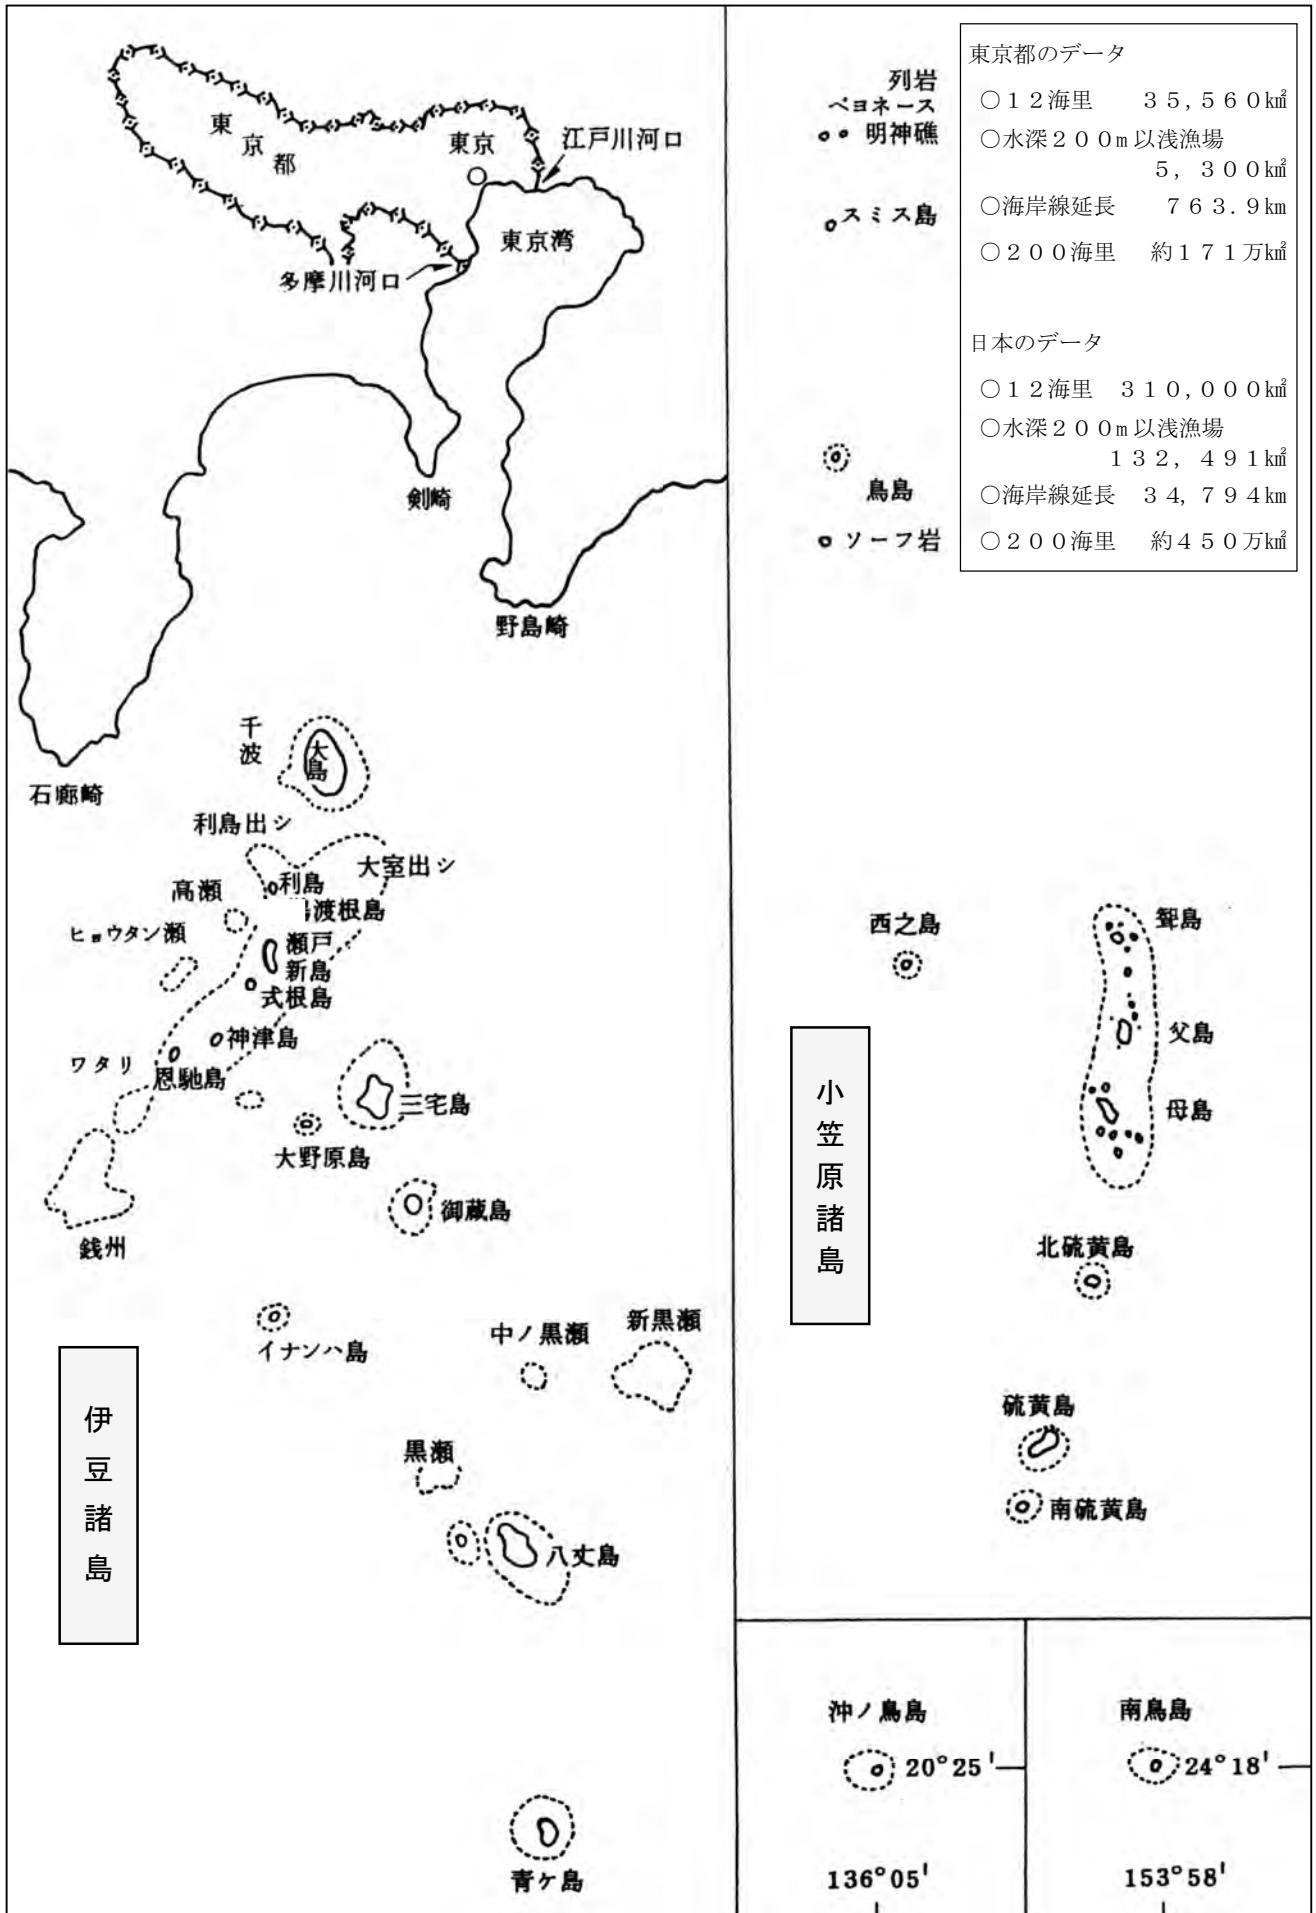 東京都
東京
江戸川河口
東京湾
多摩川河口
剣崎
野島崎
石廊崎
千波
大島
利島出シ
大室出シ
利島
高瀬
渡根島
ヒョウタン瀬
瀬戸
新島
式根島
神津島
ワタリ
恩馳島
三宅島
大野原島
御蔵島
銭州
イナンハ島
中ノ黒瀬
新黒瀬
黒瀬
八丈島
青ケ島
伊豆諸島
列岩
ベヨネース
明神礁
スミス島
鳥島
ソーフ岩
東京都のデータ
○12海里 35,560㎢
○水深200m以浅漁場
5,300㎢
○海岸線延長 763.9km
○200海里 約171万㎢
日本のデータ
○12海里 310,000㎢
○水深200m以浅漁場
132,491㎢
○海岸線延長 34,794km
○200海里 約450万㎢
西之島
聟島
父島
母島
小笠原諸島
北硫黄島
硫黄島
南硫黄島
沖ノ鳥島
20°25'
136°05'
南鳥島
24°18'
153°58'